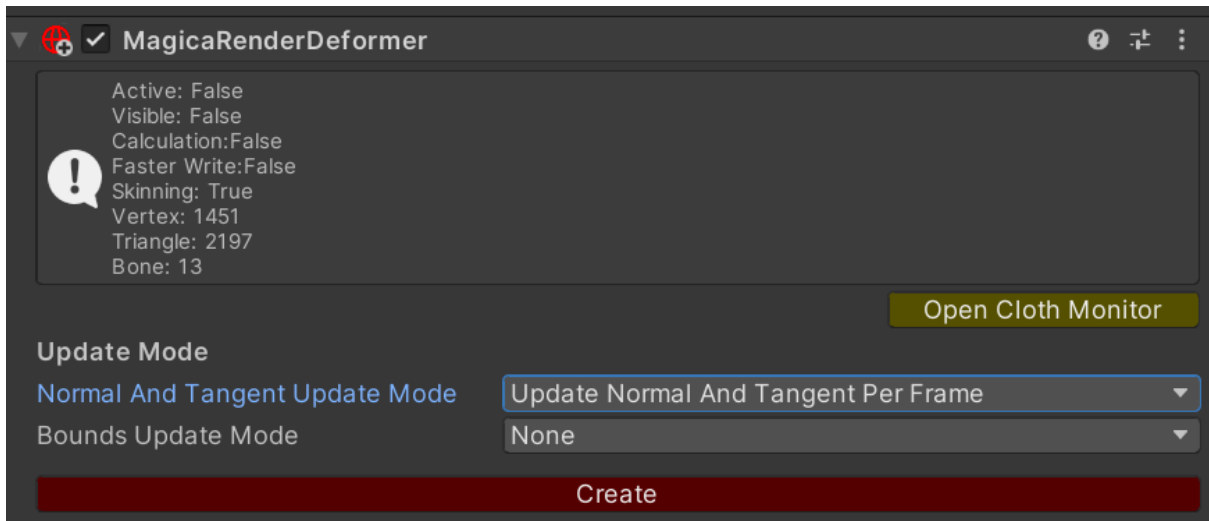 MagicaRenderDeformer
Active: False
Visible: False
Calculation:False
Faster Write:False
Skinning: True
Vertex: 1451
Triangle: 2197
Bone: 13
Open Cloth Monitor
Update Mode
Normal And Tangent Update Mode Update Normal And Tangent Per Frame
Bounds Update Mode None
Create